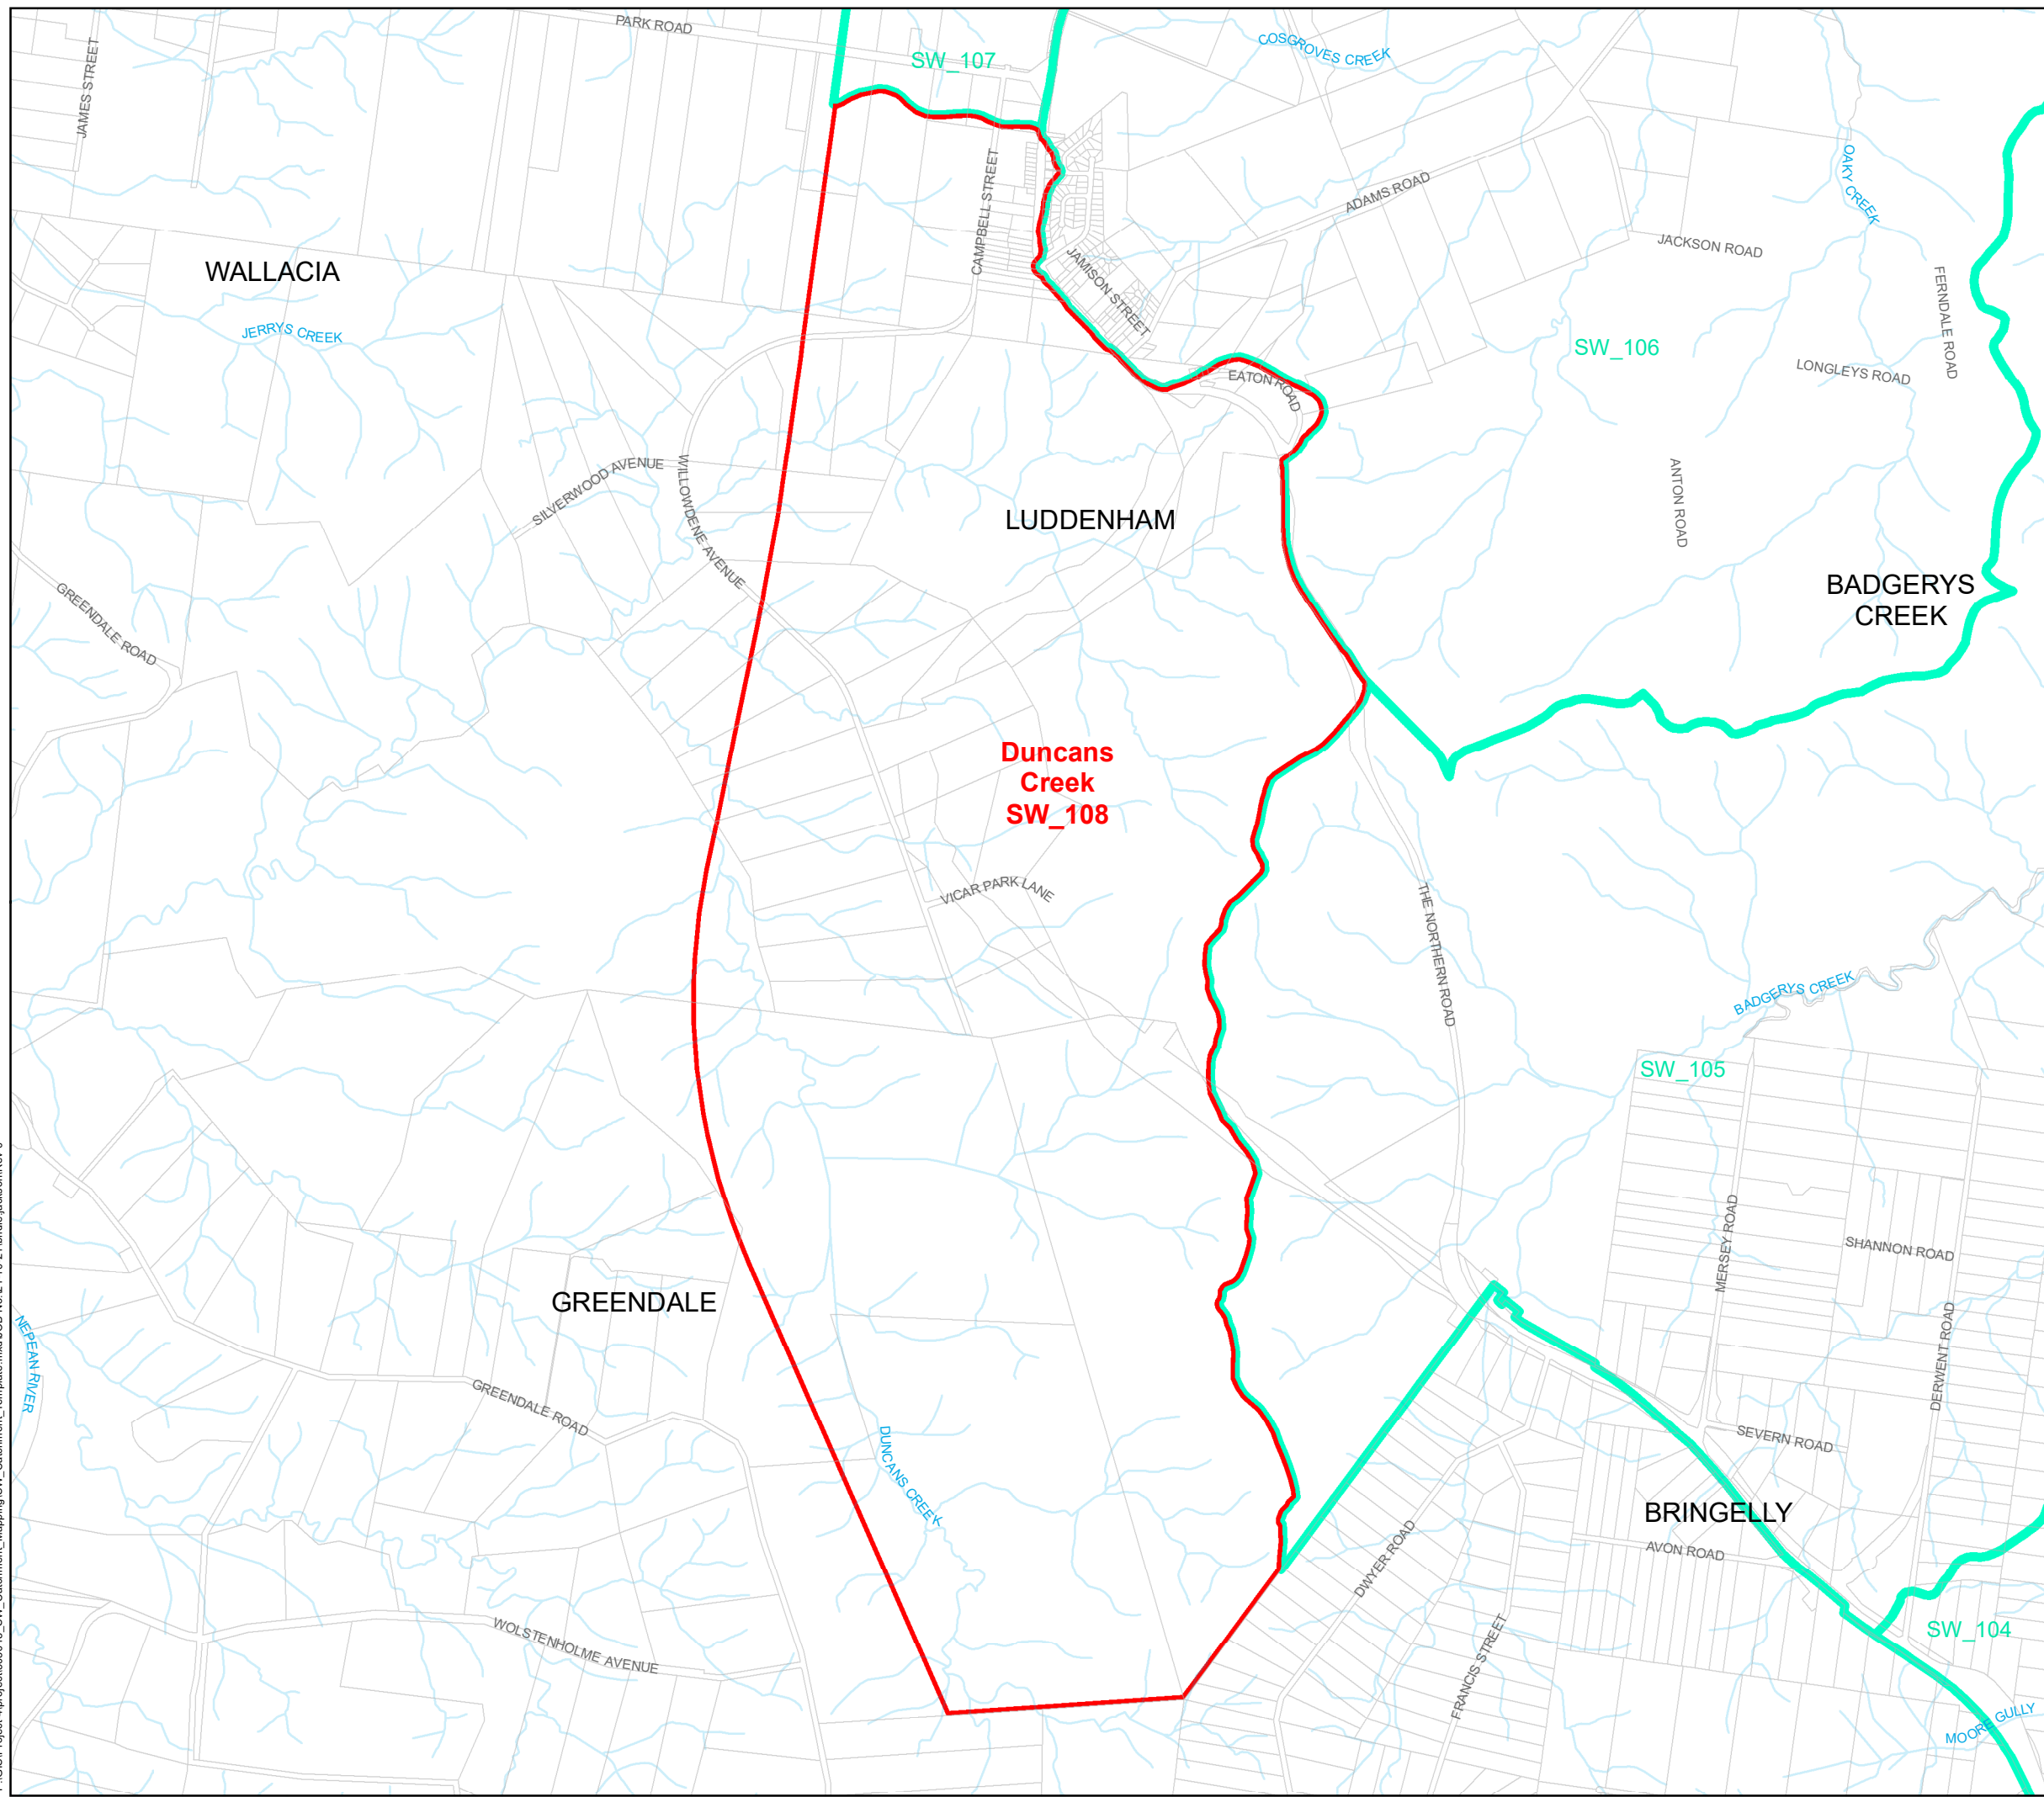 PARK ROAD
COSGROVES CREEK
SW_107
JAMES STREET
OAKY CREEK
CAMPBELL STREET
ADAMS ROAD
JACKSON ROAD
WALLACIA
JAMISON STREET
FERNDALE ROAD
JERRYS CREEK
SW_106
LONGLEYS ROAD
EATON ROAD
SILVERWOOD AVENUE
WILLOWDENE AVENUE
ANTON ROAD
LUDDENHAM
BADGERYS
CREEK
GREENDALE ROAD
Duncans
Creek
SW_108
VICAR PARK LANE
THE NORTHERN ROAD
BADGERYS CREEK
SW_105
MERSEY ROAD
SHANNON ROAD
GREENDALE
NEPEAN RIVER
DERWENT ROAD
GREENDALE ROAD
SEVERN ROAD
DUNCANS CREEK
BRINGELLY
AVON ROAD
DWYER ROAD
WOLSTENHOLME AVENUE
FRANCIS STREET
SW_104
MOORE GULLY